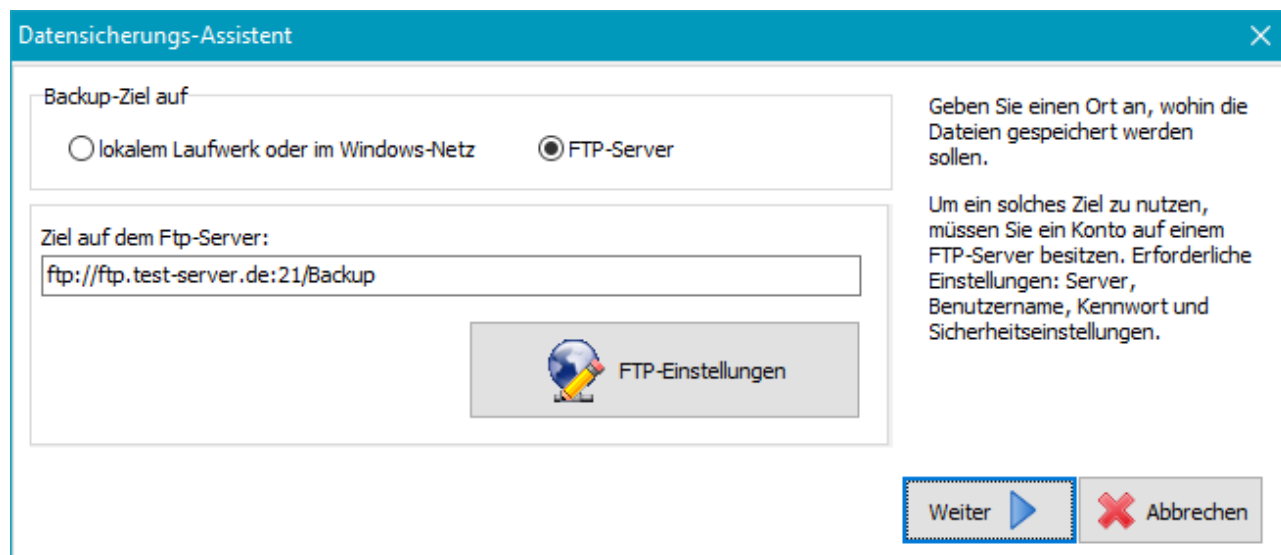 Datensicherungs-Assistent
Backup-Ziel auf
lokalem Laufwerk oder im Windows-Netz
FTP-Server
Ziel auf dem Ftp-Server:
ftp://ftp.test-server.de:21/Backup
FTP-Einstellungen
Geben Sie einen Ort an, wohin die
Dateien gespeichert werden
sollen.
Um ein solches Ziel zu nutzen,
müssen Sie ein Konto auf einem
FTP-Server besitzen. Erforderliche
Einstellungen: Server,
Benutzername, Kennwort und
Sicherheitseinstellungen.
Weiter
Abbrechen